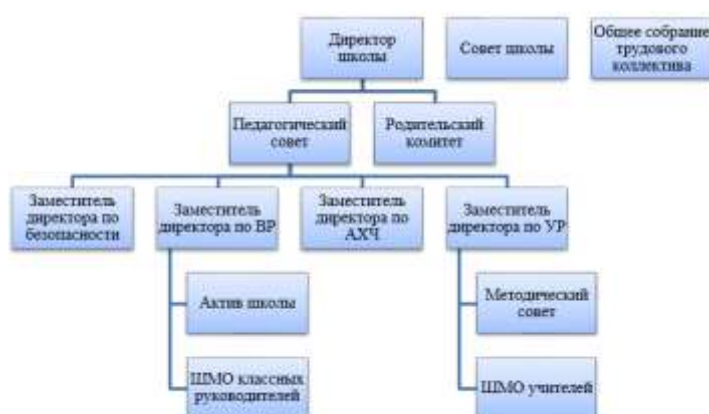 Директор
школы
Совет школы
Общее собрание
трудового
коллектива
Педагогический
совет
Родительский
комитет
Заместитель
директора по
безопасности
Заместитель
директора по ВР
Заместитель
директора по
АХЧ
Заместитель
директора по УР
Актив школы
Методический
совет
ШМО классных
руководителей
ШМО учителей